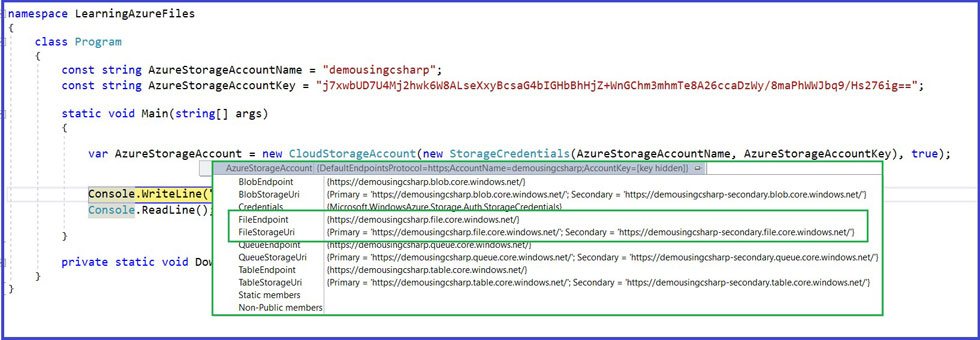 namespace LearningAzureFiles
{
class Program
{
const string AzureStorageAccountName = "demousingcsharp";
const string AzureStorageAccountKey = "j7xwbUD7U4Mj2hwk6W8ALseXxyBcsaG4bIGHbBhHjZ+WnGChm3mhmTe8A26ccaDzWy/8maPhWWJbq9/Hs276ig==";
static void Main(string[] args)
{
var AzureStorageAccount = new CloudStorageAccount(new StorageCredentials(AzureStorageAccountName, AzureStorageAccountKey), true);
AzureStorageAccount {DefaultEndpointsProtocol=https;AccountName=demousingcsharp;AccountKey=[key hidden]}
BlobEndpoint {https://demousingcsharp.blob.core.windows.net/}
Console.WriteLine("
BlobStorageUri {Primary = 'https://demousingcsharp.blob.core.windows.net/'; Secondary = 'https://demousingcsharp-secondary.blob.core.windows.net/'}
Credentials {Microsoft.WindowsAzure.Storage.Auth.StorageCredentials}
Console.ReadLine();
FileEndpoint {https://demousingcsharp.file.core.windows.net/}
FileStorageUri {Primary = 'https://demousingcsharp.file.core.windows.net/'; Secondary = 'https://demousingcsharp-secondary.file.core.windows.net/'}
}
QueueEndpoint {https://demousingcsharp.queue.core.windows.net/}
QueueStorageUri {Primary = 'https://demousingcsharp.queue.core.windows.net/'; Secondary = 'https://demousingcsharp-secondary.queue.core.windows.net/'}
private static void Dow
TableEndpoint {https://demousingcsharp.table.core.windows.net/}
TableStorageUri {Primary = 'https://demousingcsharp.table.core.windows.net/'; Secondary = 'https://demousingcsharp-secondary.table.core.windows.net/'}
}
Static members
}
Non-Public members